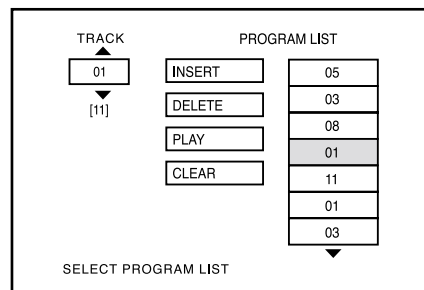 TRACK
01
[11]
INSERT
DELETE
PLAY
CLEAR
PROGRAM LIST
05
03
08
01
11
01
03
SELECT PROGRAM LIST